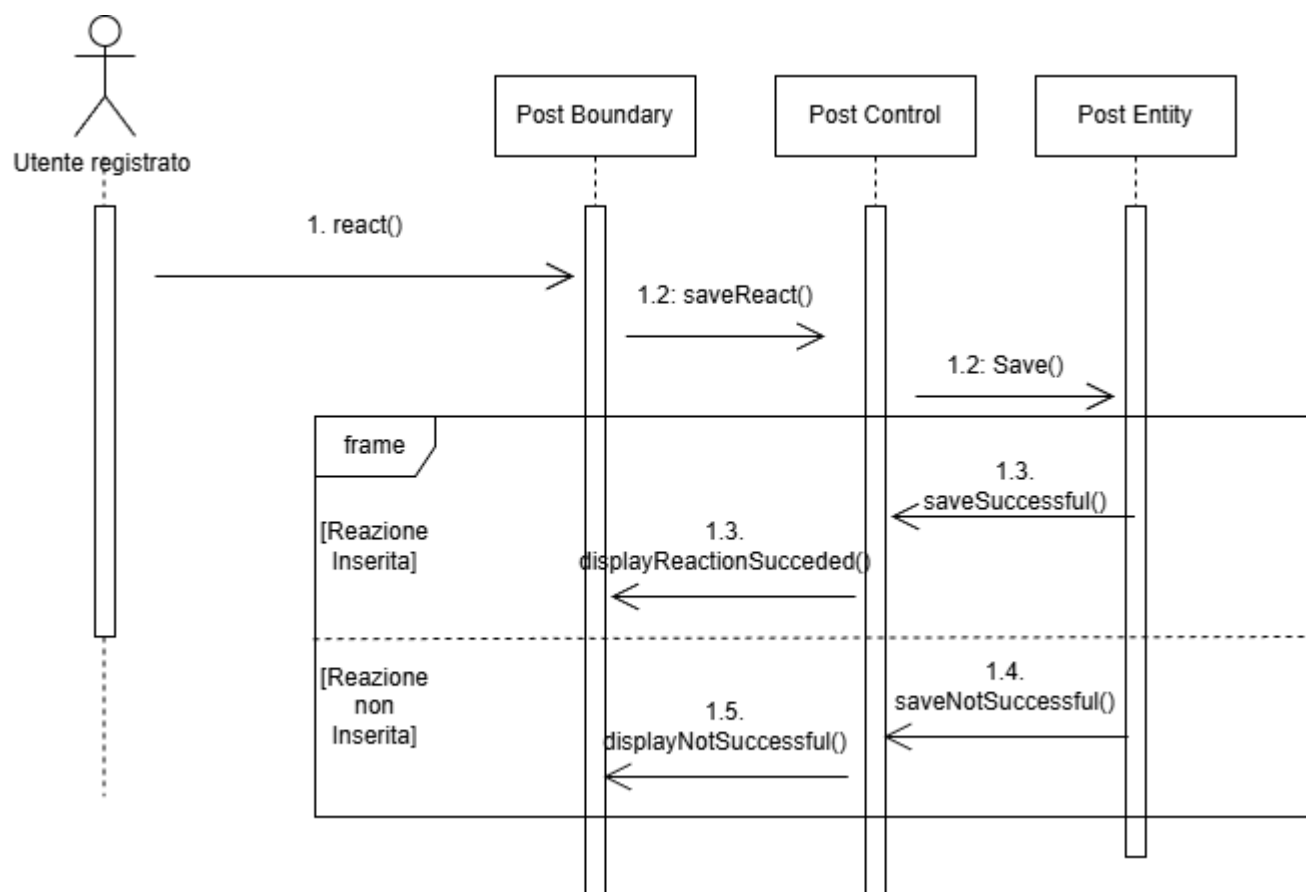 Utente registrato
Post Boundary
Post Control
Post Entity
1. react()
1.2: saveReact()
1.2: Save()
frame
1.3.
saveSuccessful()
[Reazione
Inserita]
1.3.
displayReactionSucceded()
[Reazione
non
Inserita]
1.4.
saveNotSuccessful()
1.5.
displayNotSuccessful()